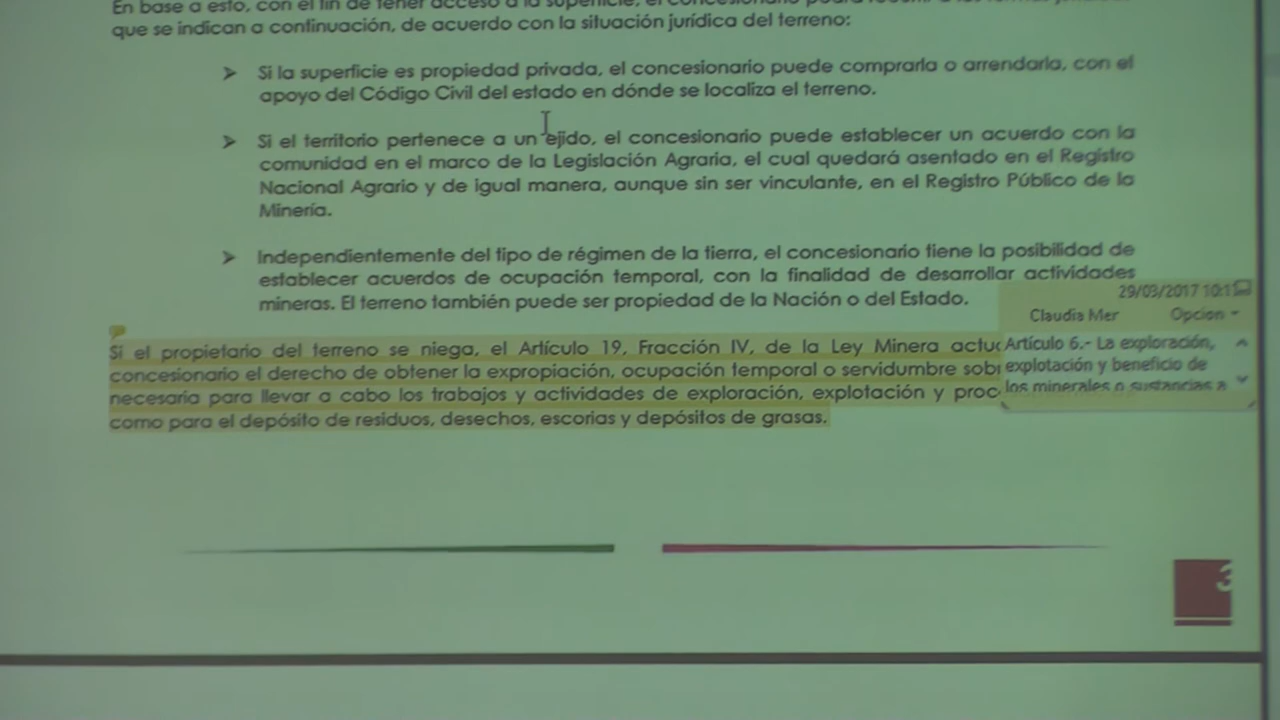 En base a esto, con el fin de tener acceso a la superficie, el concesionario podrá
que se indican a continuación, de acuerdo con la situación jurídica del terreno:
➤ Si la superficie es propiedad privada, el concesionario puede comprarla o arrendarla, con el
apoyo del Código Civil del estado en dónde se localiza el terreno.
➤ Si el territorio pertenece a un ejido, el concesionario puede establecer un acuerdo con la
comunidad en el marco de la Legislación Agraria, el cual quedará asentado en el Registro
Nacional Agrario y de igual manera, aunque sin ser vinculante, en el Registro Público de la
Minería.
➤ Independientemente del tipo de régimen de la tierra, el concesionario tiene la posibilidad de
establecer acuerdos de ocupación temporal, con la finalidad de desarrollar actividades
mineras. El terreno también puede ser propiedad de la Nación o del Estado.
29/03/2017 10:1
Claudia Mer Opcion
Artículo 6.- La exploración,
explotación y beneficio de
los minerales o sustancias a
Si el propietario del terreno se niega, el Artículo 19, Fracción IV, de la Ley Minera
concesionario el derecho de obtener la expropiación, ocupación temporal o servidumbre
necesaria para llevar a cabo los trabajos y actividades de exploración, explotación y
como para el depósito de residuos, desechos, escorias y depósitos de grasas.
3